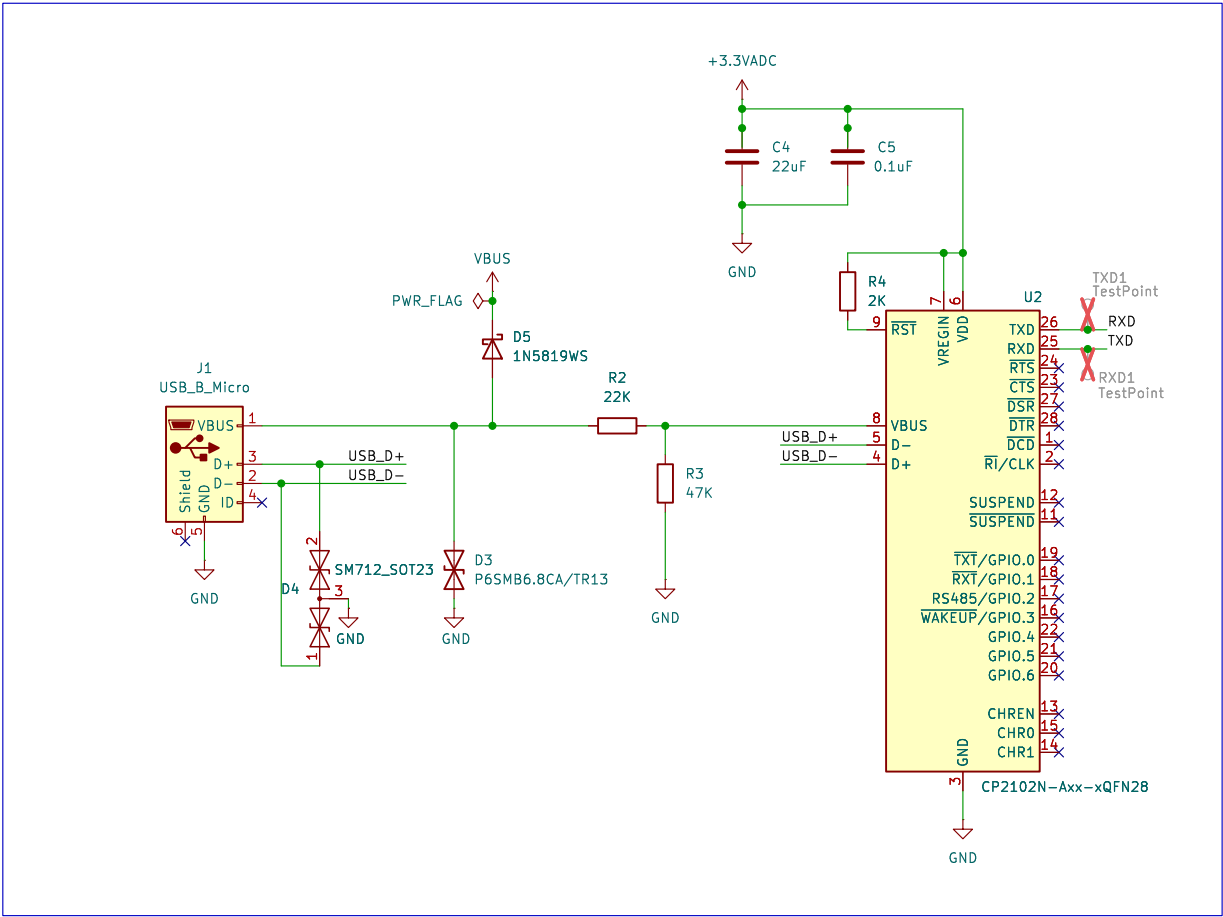 +3.3VADC
C4
22uF
C5
0.1uF
GND
VBUS
PWR_FLAG
D5
1N5819WS
R4
2K
U2
TXD1
TestPoint
RXD
TXD
RXD1
TestPoint
J1
USB_B_Micro
VBUS 1
D+ 3
D- 2
ID 4
Shield
GND
6
5
GND
USB_D+
USB_D-
R2
22K
R3
47K
GND
2
SM712_SOT23
D4
3
GND
1
D3
P6SMB6.8CA/TR13
GND
USB_D+
USB_D-
9 RST
8 VBUS
5 D-
4 D+
7
6
VREGIN
VDD
TXD 26
RXD 25
RTS 24
CTS 23
DSR 27
DTR 28
DCD 1
RI/CLK 2
SUSPEND 12
SUSPEND 11
TXT/GPIO.0 19
RXT/GPIO.1 18
RS485/GPIO.2 17
WAKEUP/GPIO.3 16
GPIO.4 22
GPIO.5 21
GPIO.6 20
CHREN 13
CHR0 15
CHR1 14
GND
3
CP2102N-Axx-xQFN28
GND